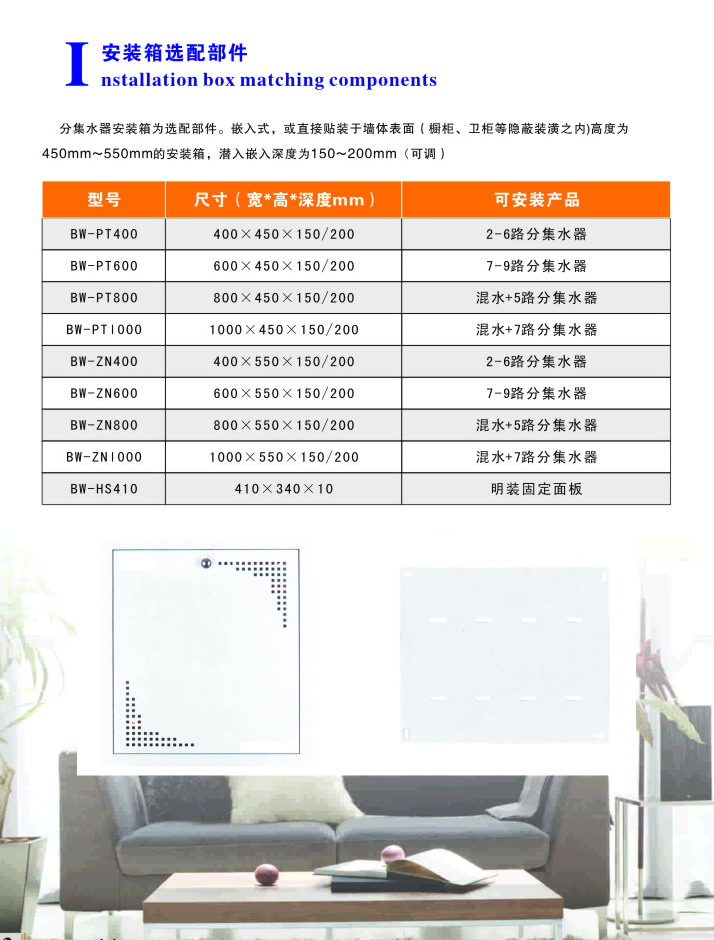 安装箱选配部件
Installation box matching components
分集水器安装箱为选配部件。嵌入式，或直接贴装于墙体表面（橱柜、卫柜等隐蔽装潢之内)高度为
450mm～550mm的安装箱，潜入嵌入深度为150～200mm（可调）
型号 尺寸（宽*高*深度mm） 可安装产品
BW-PT400 400×450×150/200 2-6路分集水器
BW-PT600 600×450×150/200 7-9路分集水器
BW-PT800 800×450×150/200 混水+5路分集水器
BW-PT1000 1000×450×150/200 混水+7路分集水器
BW-ZN400 400×550×150/200 2-6路分集水器
BW-ZN600 600×550×150/200 7-9路分集水器
BW-ZN800 800×550×150/200 混水+5路分集水器
BW-ZN1000 1000×550×150/200 混水+7路分集水器
BW-HS410 410×340×10 明装固定面板